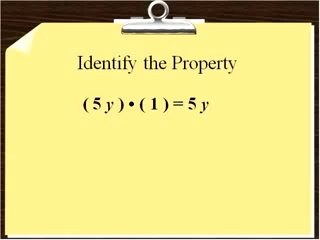 Identify the Property
( 5 y ) • ( 1 ) = 5 y